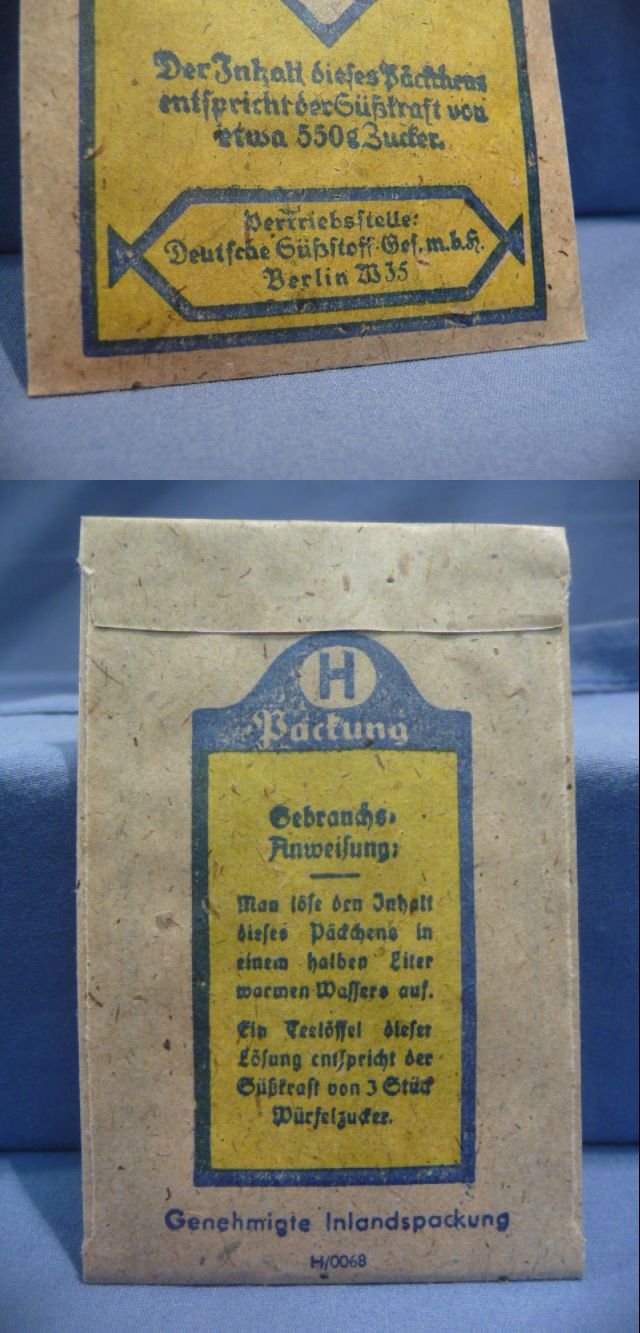 Der Inhalt dieses Päckchens
entspricht der Süßkraft von
etwa 550g Zucker.
Vertriebsstelle:
Deutsche Süßstoff-Ges.m.b.H.
Berlin W35
H
Packung
Gebrauchs-
Anweisung:
Man löse den Inhalt
dieses Päckchens in
einem halben Liter
warmen Wassers auf.
Ein Teelöffel dieser
Lösung entspricht der
Süßkraft von 3 Stück
Würfelzucker.
Genehmigte Inlandspackung
H/0068